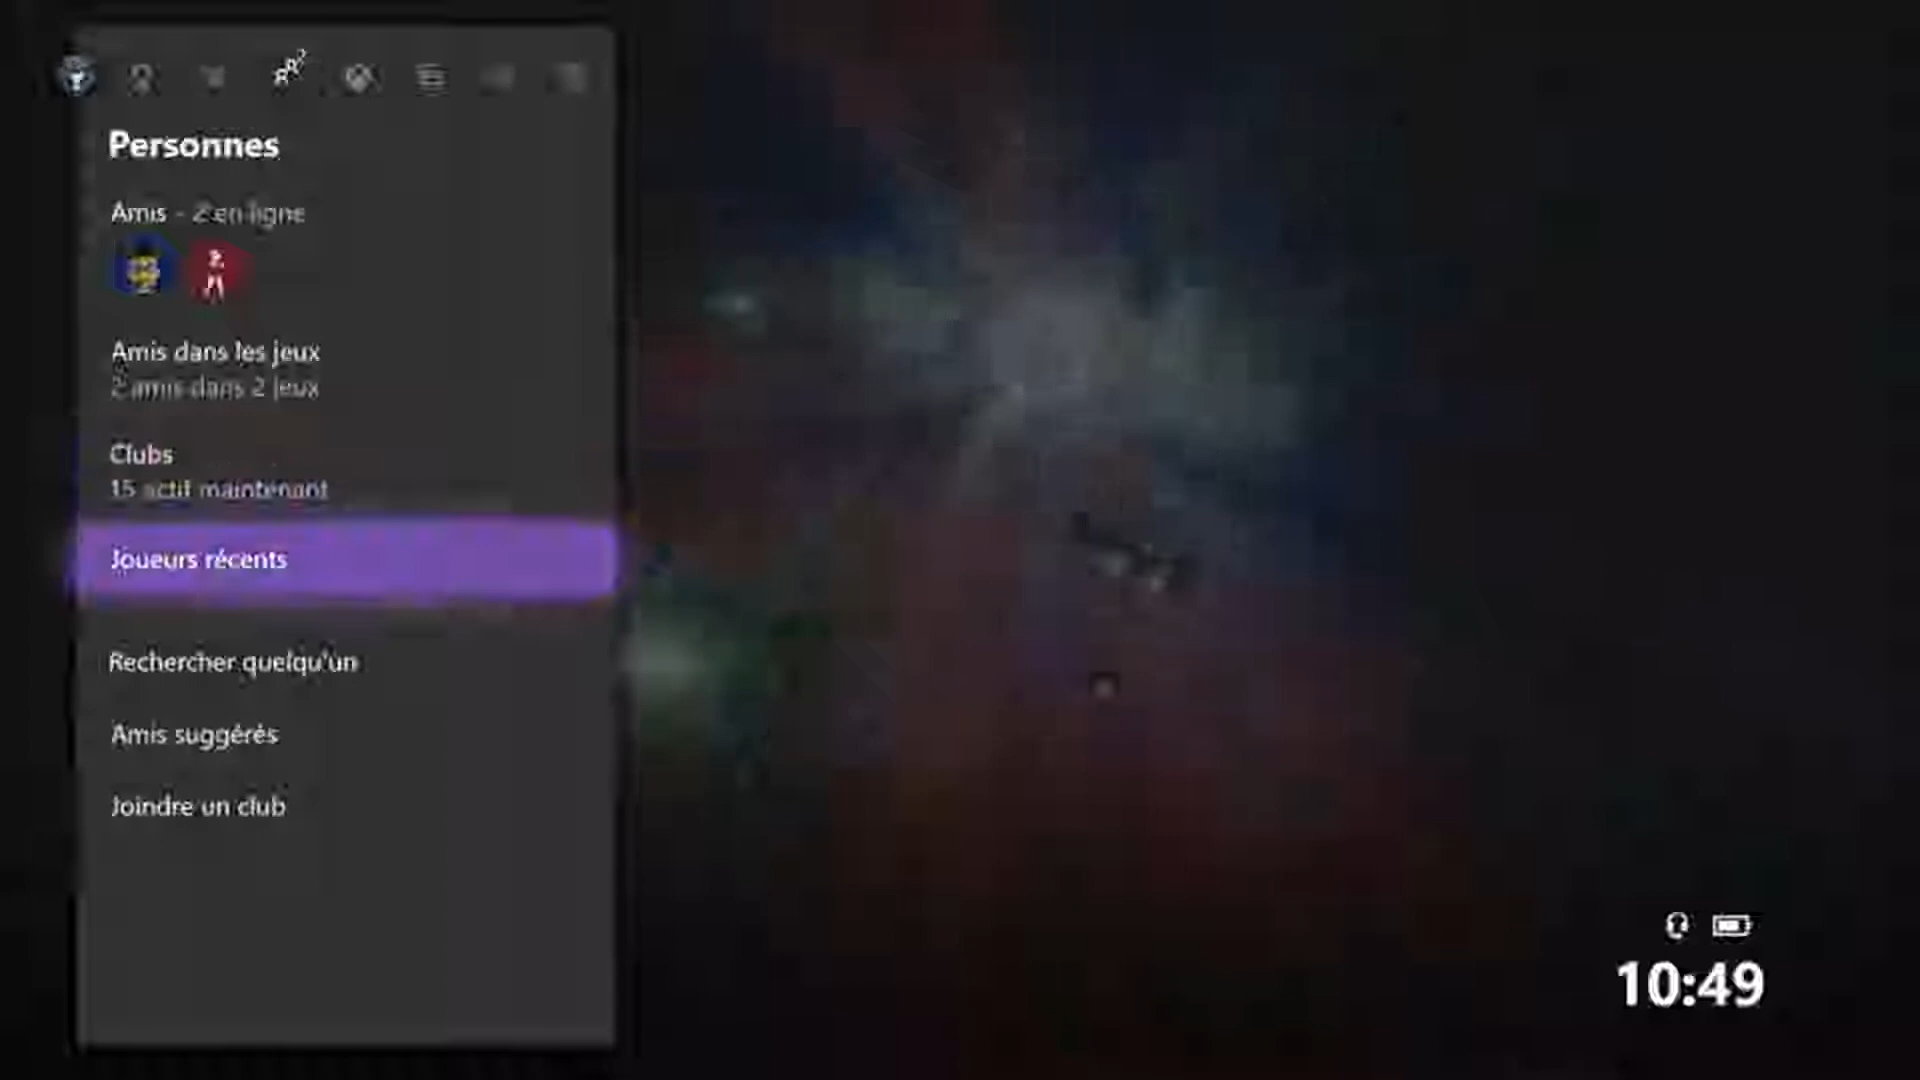 Personnes
Amis - 2 en ligne
Amis dans les jeux
2 amis dans 2 jeux
Clubs
15 actif maintenant
Joueurs récents
Rechercher quelqu'un
Amis suggérés
Joindre un club
10:49